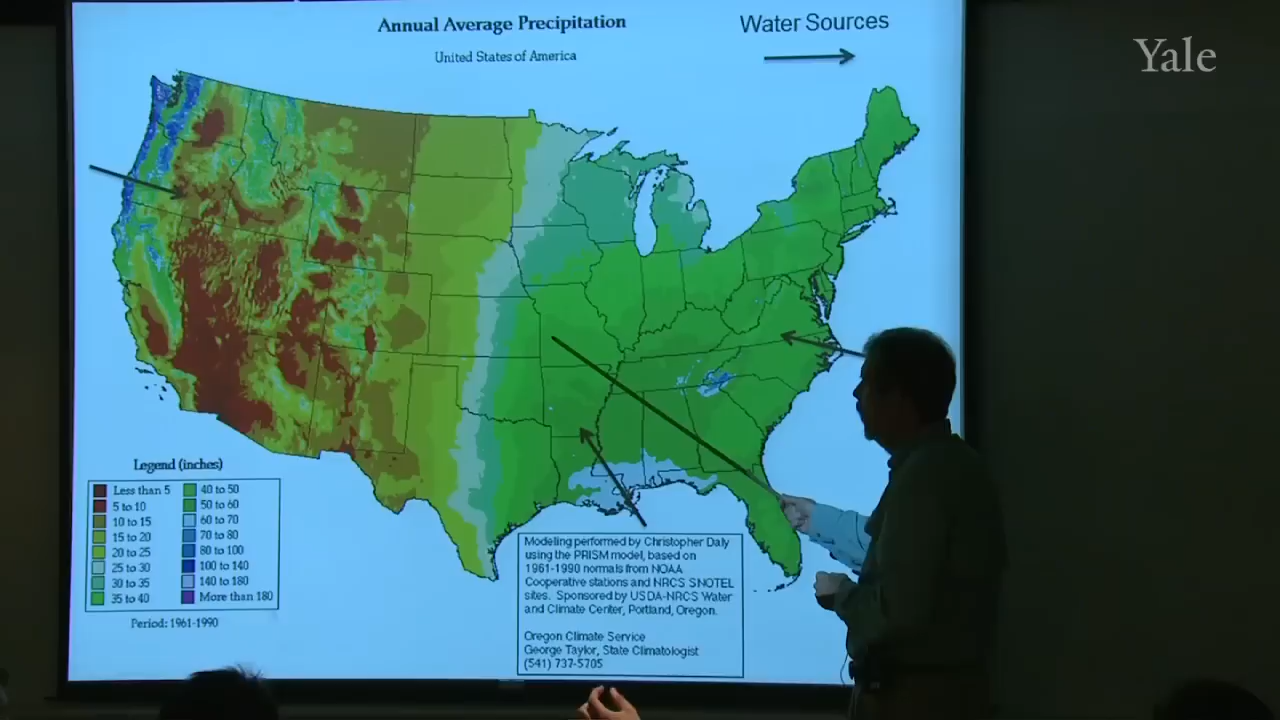 Annual Average Precipitation
United States of America
Water Sources
Yale
Legend (inches)
Less than 5
5 to 10
10 to 15
15 to 20
20 to 25
25 to 30
30 to 35
35 to 40
40 to 50
50 to 60
60 to 70
70 to 80
80 to 100
100 to 140
140 to 180
More than 180
Period: 1961-1990
Modeling performed by Christopher Daly
using the PRISM model, based on
1961-1990 normals from NOAA
Cooperative stations and NRCS SNOTEL
sites. Sponsored by USDA-NRCS Water
and Climate Center, Portland, Oregon.
Oregon Climate Service
George Taylor, State Climatologist
(541) 737-5705